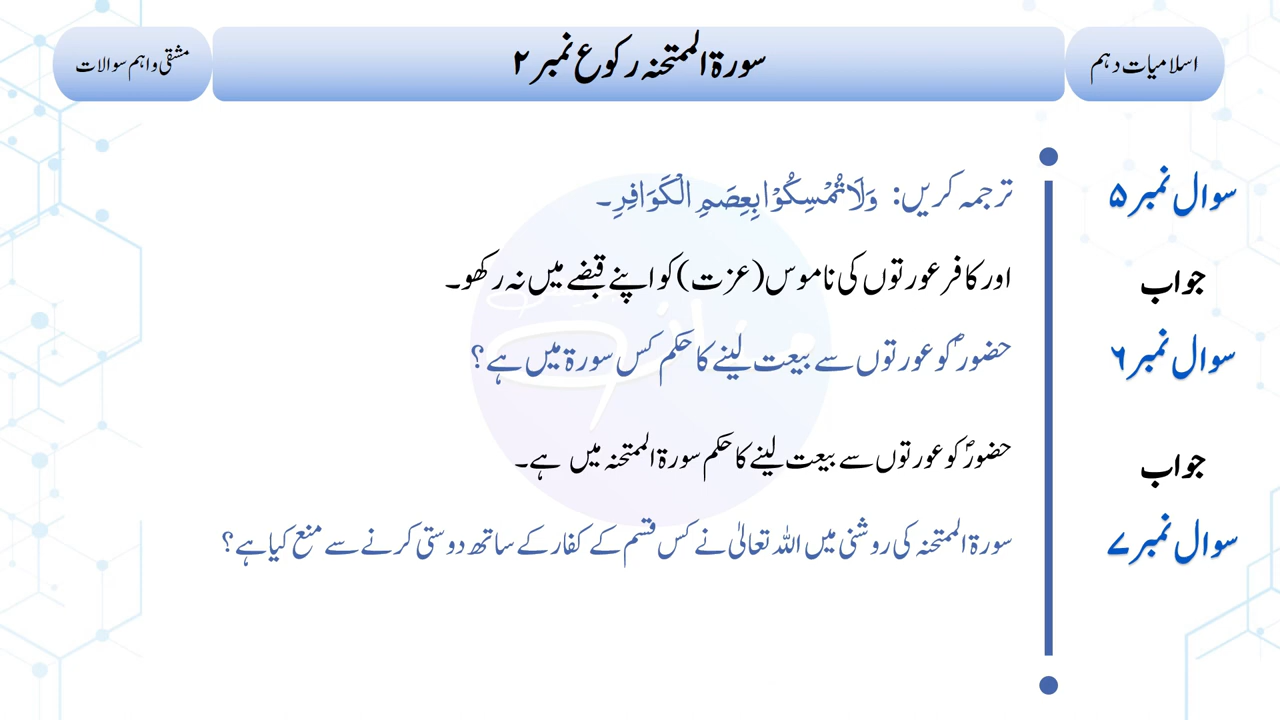 اسلامیات دہم
سورۃ الممتحنہ رکوع نمبر ۲
مشقی و اہم سوالات
سوال نمبر ۵
ترجمہ کریں: وَلَا تُمْسِكُوْا بِعِصَمِ الْكَوَافِرِ۔
جواب
اور کافر عورتوں کی ناموس (عزت) کو اپنے قبضے میں نہ رکھو۔
سوال نمبر ۶
حضورؐ کو عورتوں سے بیعت لینے کا حکم کس سورۃ میں ہے؟
جواب
حضورؐ کو عورتوں سے بیعت لینے کا حکم سورۃ الممتحنہ میں ہے۔
سوال نمبر ۷
سورۃ الممتحنہ کی روشنی میں اللہ تعالیٰ نے کس قسم کے کفار کے ساتھ دوستی کرنے سے منع کیا ہے؟